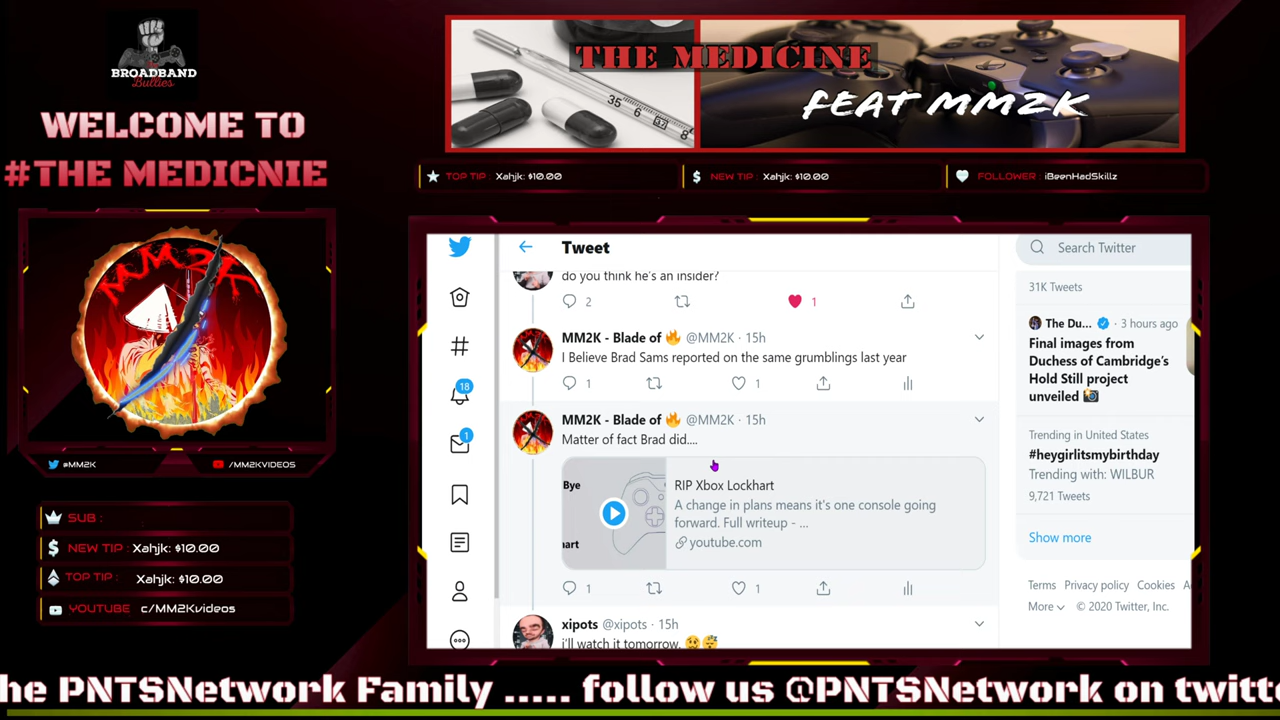 BROADBAND
Bullies
WELCOME TO
#THE MEDICNIE
MM2K
@MM2K
/MM2KVIDEOS
SUB :
NEW TIP : Xahjk: $10.00
TOP TIP : Xahjk: $10.00
YOUTUBE c/MM2Kvideos
35
6
37
8
THE MEDICINE
FEAT MM2K
TOP TIP : Xahjk: $10.00
NEW TIP : Xahjk: $10.00
FOLLOWER : iBeenHadSkillz
Tweet
do you think he's an insider?
2
1
MM2K - Blade of 🔥 @MM2K · 15h
I Believe Brad Sams reported on the same grumblings last year
1
1
MM2K - Blade of 🔥 @MM2K · 15h
Matter of fact Brad did....
Bye
hart
RIP Xbox Lockhart
A change in plans means it's one console going
forward. Full writeup - ...
youtube.com
1
1
xipots @xipots · 15h
i'll watch it tomorrow. 🥴😴
18
1
Search Twitter
31K Tweets
The Du... · 3 hours ago
Final images from
Duchess of Cambridge's
Hold Still project
unveiled 📸
Trending in United States
#heygirlitsmybirthday
Trending with: WILBUR
9,721 Tweets
Show more
Terms Privacy policy Cookies A
More © 2020 Twitter, Inc.
he PNTSNetwork Family ..... follow us @PNTSNetwork on twitte